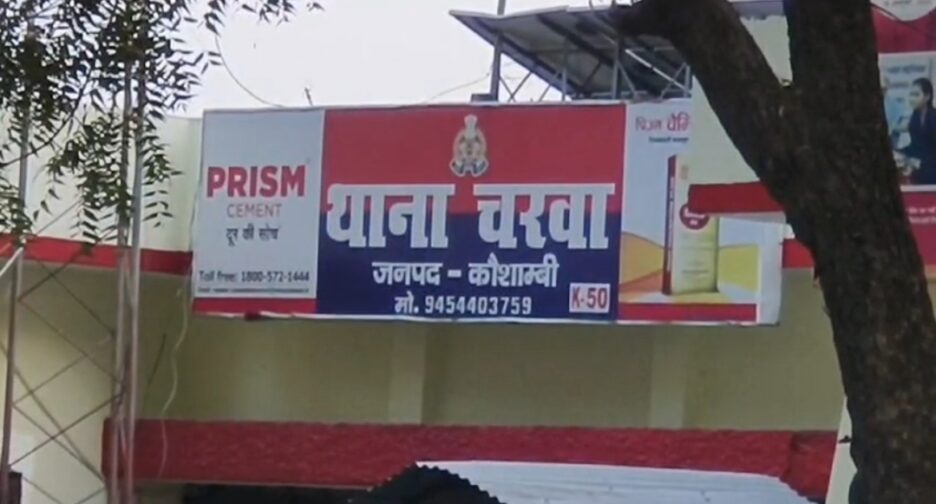 PRISM
CEMENT
दूर की सोच
Toll free: 1800-572-1444
थाना चरवा
जनपद - कौशाम्बी
मो. 9454403759
K-50